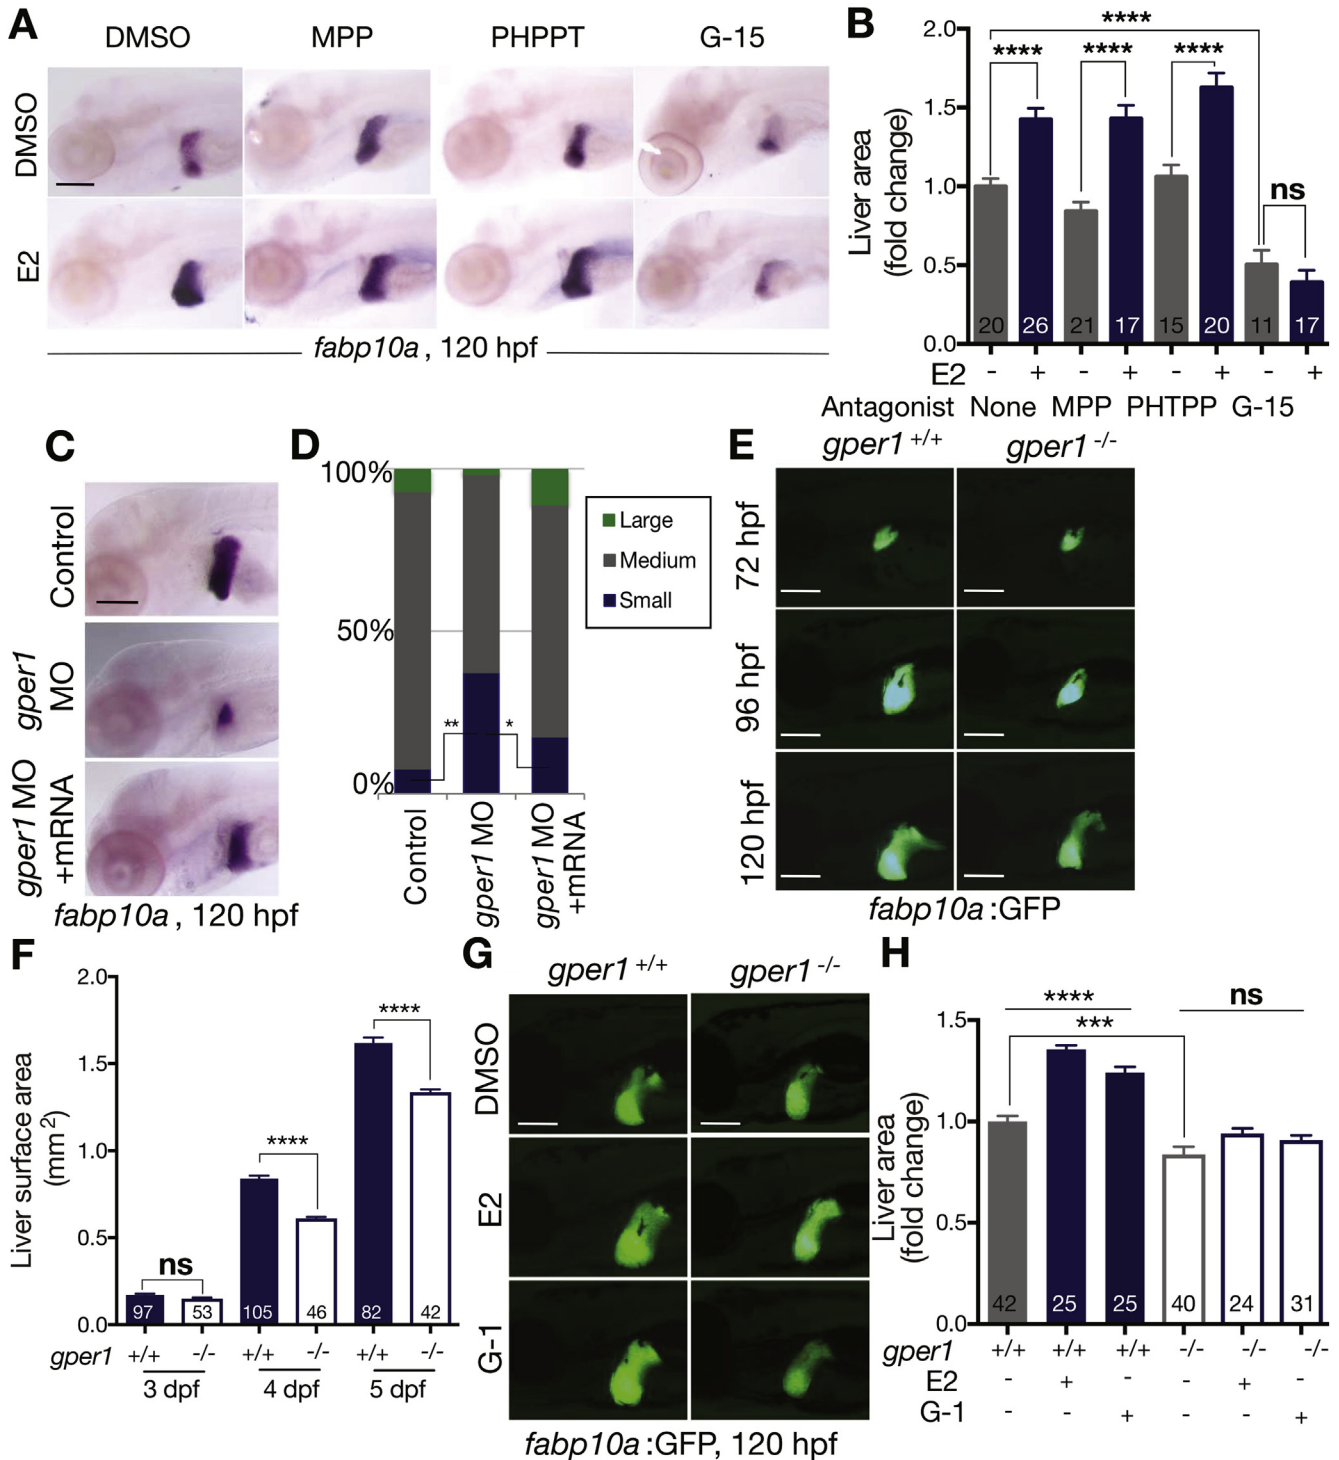 A
DMSO MPP PHPPT G-15
DMSO
E2
fabp10a , 120 hpf
B
Liver area
(fold change)
2.0
1.5
1.0
0.5
0.0
****
**** **** ****
ns
20 26 21 17 15 20 11 17
E2 - + - + - + - +
Antagonist None MPP PHTPP G-15
C
Control
gper1
MO
gper1 MO
+mRNA
fabp10a , 120 hpf
D
100%
50%
0%
** *
Large
Medium
Small
Control
gper1 MO
gper1 MO
+mRNA
E
gper1 +/+ gper1 -/-
72 hpf
96 hpf
120 hpf
fabp10a :GFP
F
Liver surface area
(mm2)
2.0
1.5
1.0
0.5
0.0
ns
****
****
97 53 105 46 82 42
gper1 +/+ -/- +/+ -/- +/+ -/-
3 dpf 4 dpf 5 dpf
G
gper1 +/+ gper1 -/-
DMSO
E2
G-1
fabp10a :GFP, 120 hpf
H
Liver area
(fold change)
1.5
1.0
0.5
0.0
**** ns
***
42 25 25 40 24 31
gper1 +/+ +/+ +/+ -/- -/- -/-
E2 - + - - + -
G-1 - - + - - +